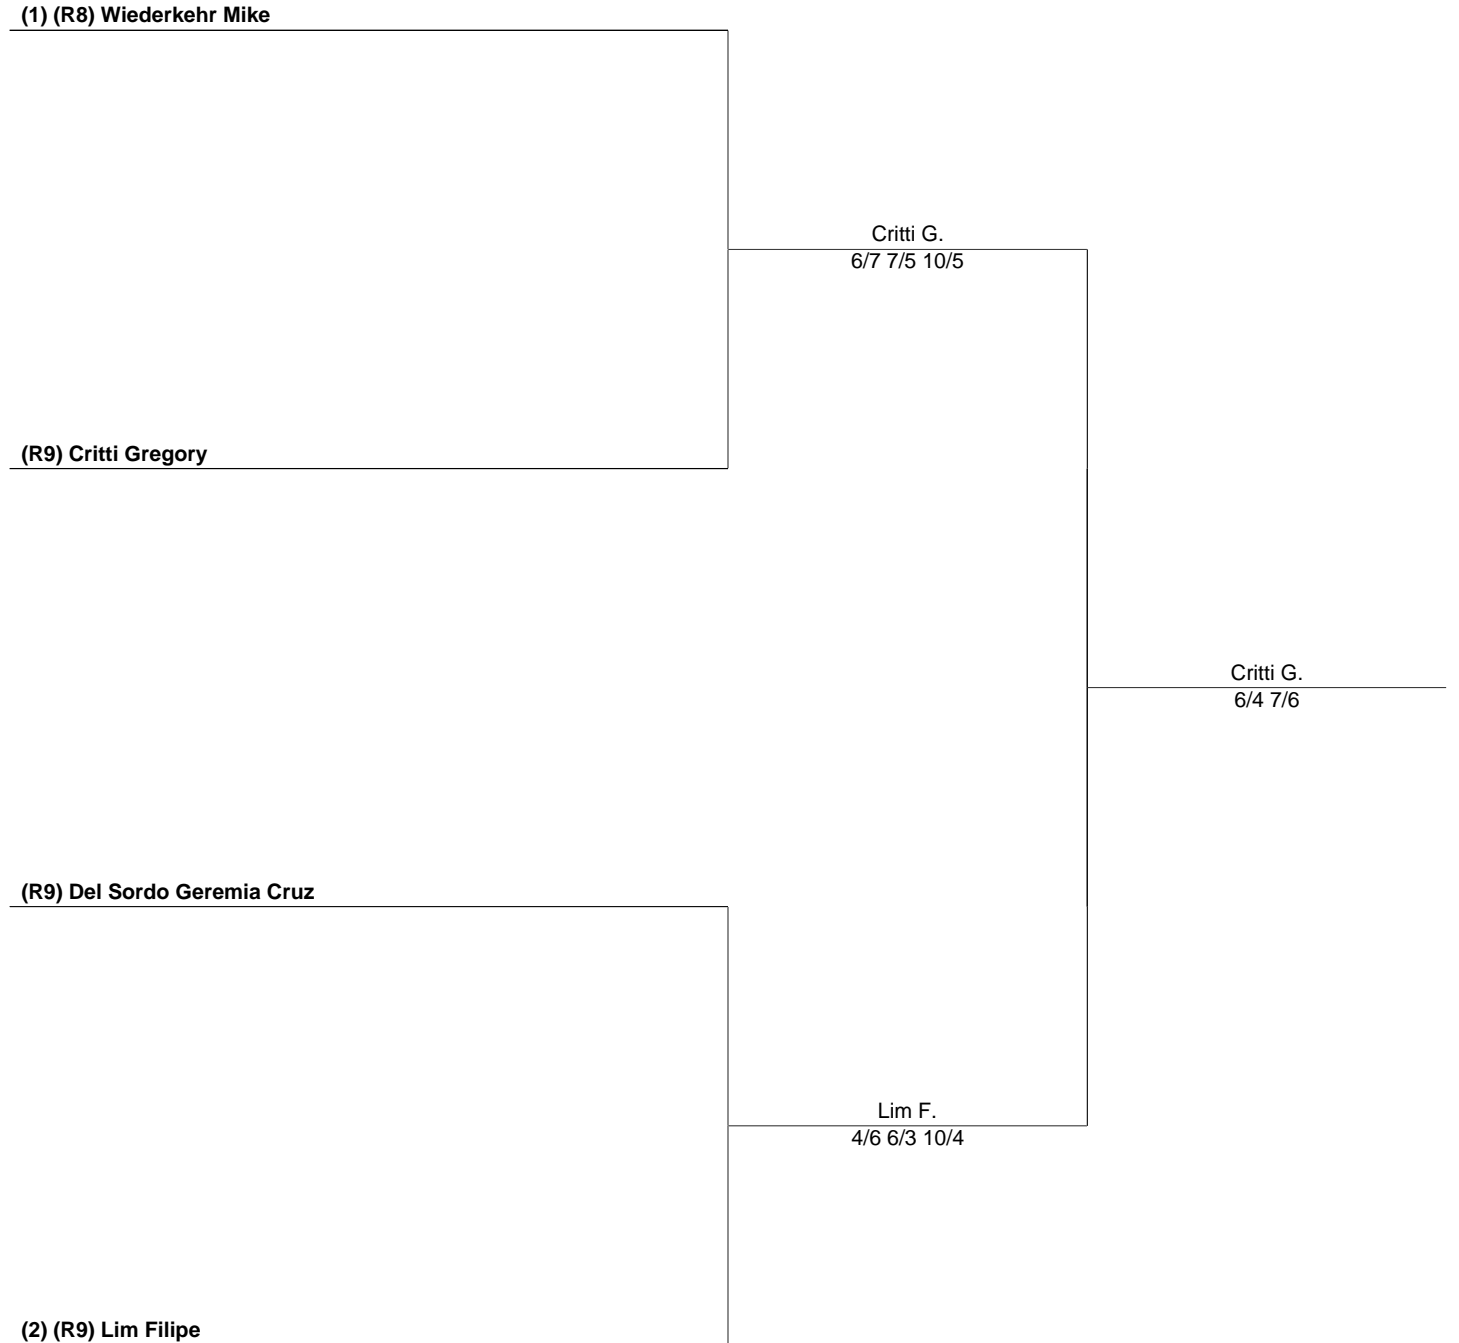 (1) (R8) Wiederkehr Mike
Critti G.
6/7 7/5 10/5
(R9) Critti Gregory
Critti G.
6/4 7/6
(R9) Del Sordo Geremia Cruz
Lim F.
4/6 6/3 10/4
(2) (R9) Lim Filipe